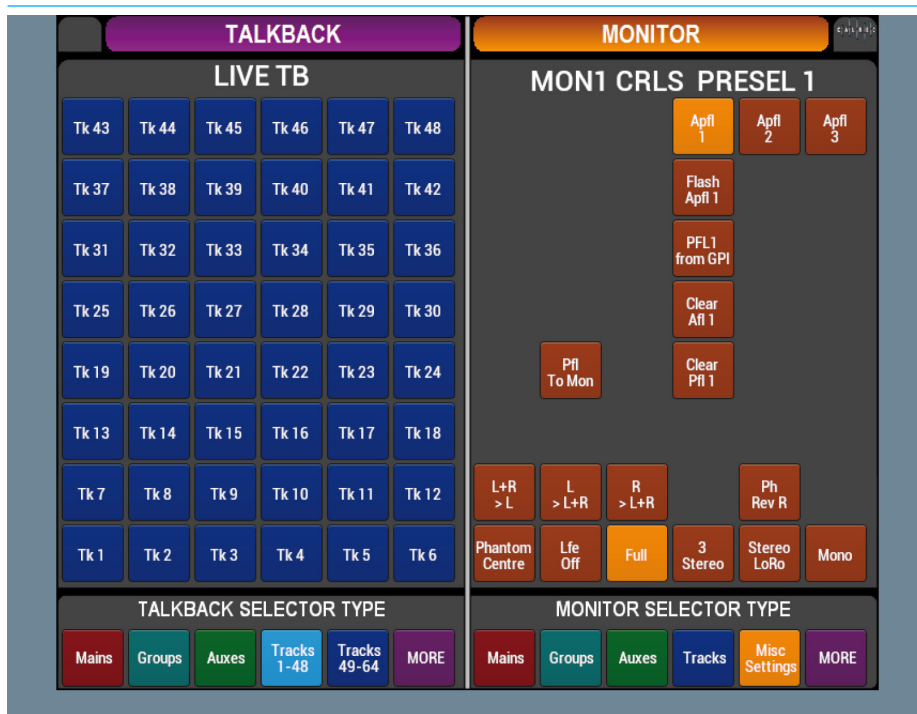 TALKBACK
LIVE TB
Tk 43 Tk 44 Tk 45 Tk 46 Tk 47 Tk 48
Tk 37 Tk 38 Tk 39 Tk 40 Tk 41 Tk 42
Tk 31 Tk 32 Tk 33 Tk 34 Tk 35 Tk 36
Tk 25 Tk 26 Tk 27 Tk 28 Tk 29 Tk 30
Tk 19 Tk 20 Tk 21 Tk 22 Tk 23 Tk 24
Tk 13 Tk 14 Tk 15 Tk 16 Tk 17 Tk 18
Tk 7 Tk 8 Tk 9 Tk 10 Tk 11 Tk 12
Tk 1 Tk 2 Tk 3 Tk 4 Tk 5 Tk 6
TALKBACK SELECTOR TYPE
Mains
Groups
Auxes
Tracks
1-48
Tracks
49-64
MORE
MONITOR
CALREC
MON1 CRLS PRESEL 1
Apfl
1
Apfl
2
Apfl
3
Flash
Apfl 1
PFL1
from GPI
Clear
Afl 1
Pfl
To Mon
Clear
Pfl 1
L+R
> L
L
> L+R
R
> L+R
Ph
Rev R
Phantom
Centre
Lfe
Off
Full
3
Stereo
Stereo
LoRo
Mono
MONITOR SELECTOR TYPE
Mains
Groups
Auxes
Tracks
Misc
Settings
MORE